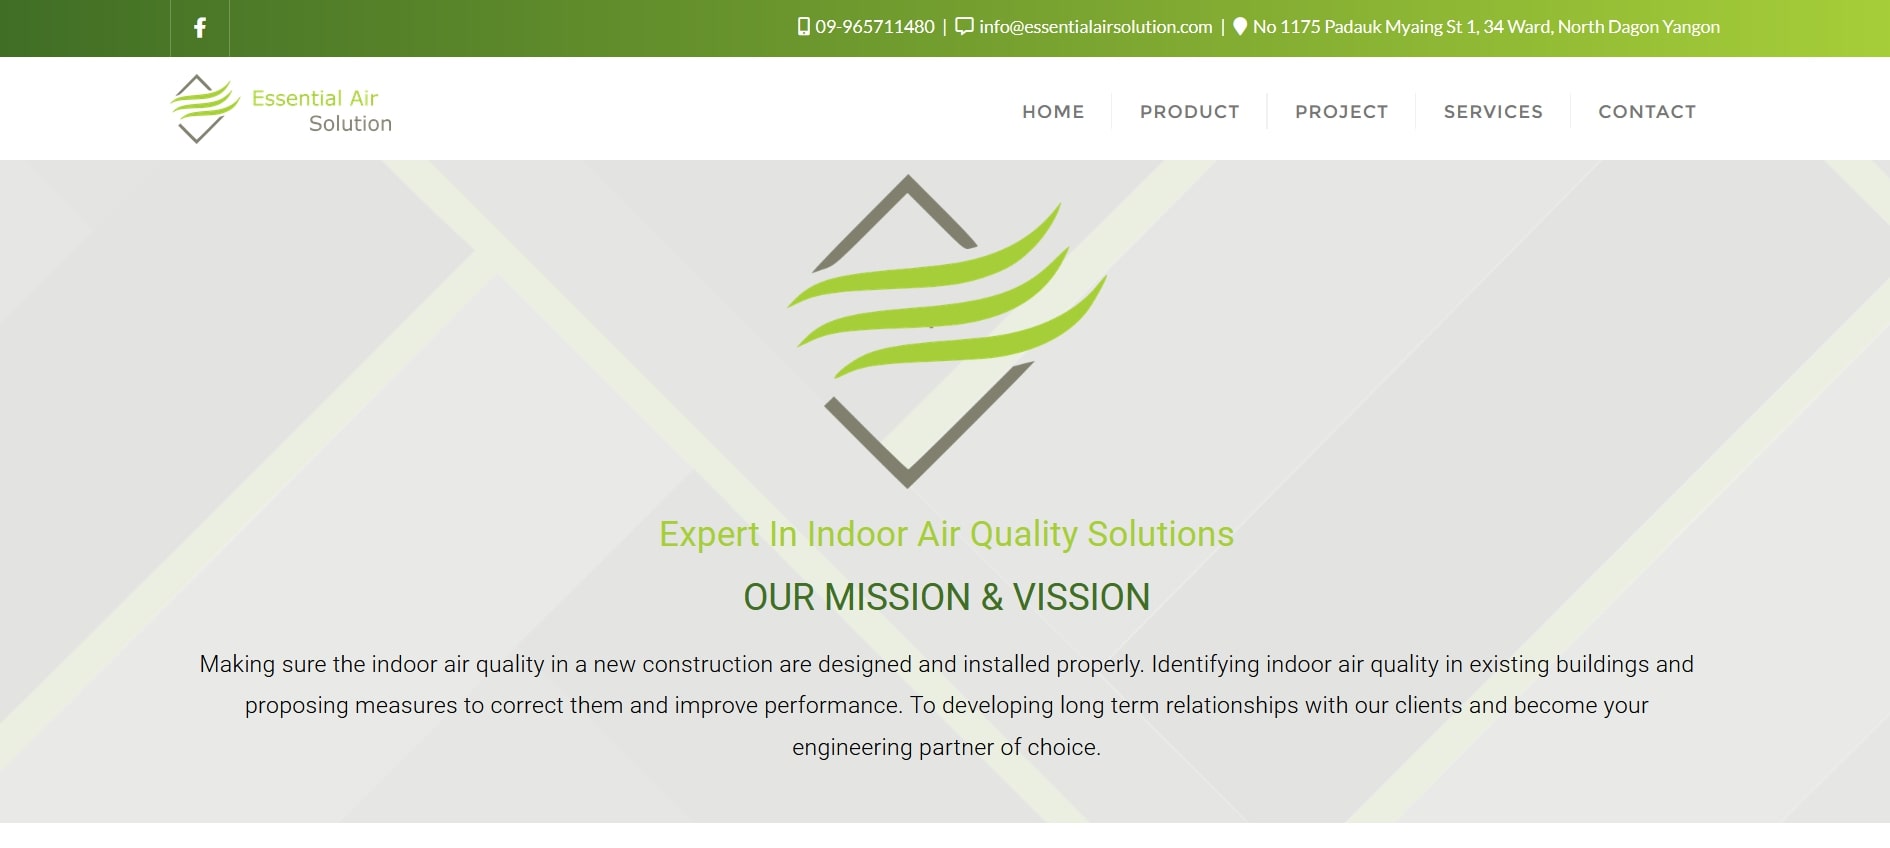 09-965711480 | info@essentialairsolution.com | No 1175 Padauk Myaing St 1, 34 Ward, North Dagon Yangon
Essential Air
Solution
HOME PRODUCT PROJECT SERVICES CONTACT
Expert In Indoor Air Quality Solutions
OUR MISSION & VISSION
Making sure the indoor air quality in a new construction are designed and installed properly. Identifying indoor air quality in existing buildings and
proposing measures to correct them and improve performance. To developing long term relationships with our clients and become your
engineering partner of choice.